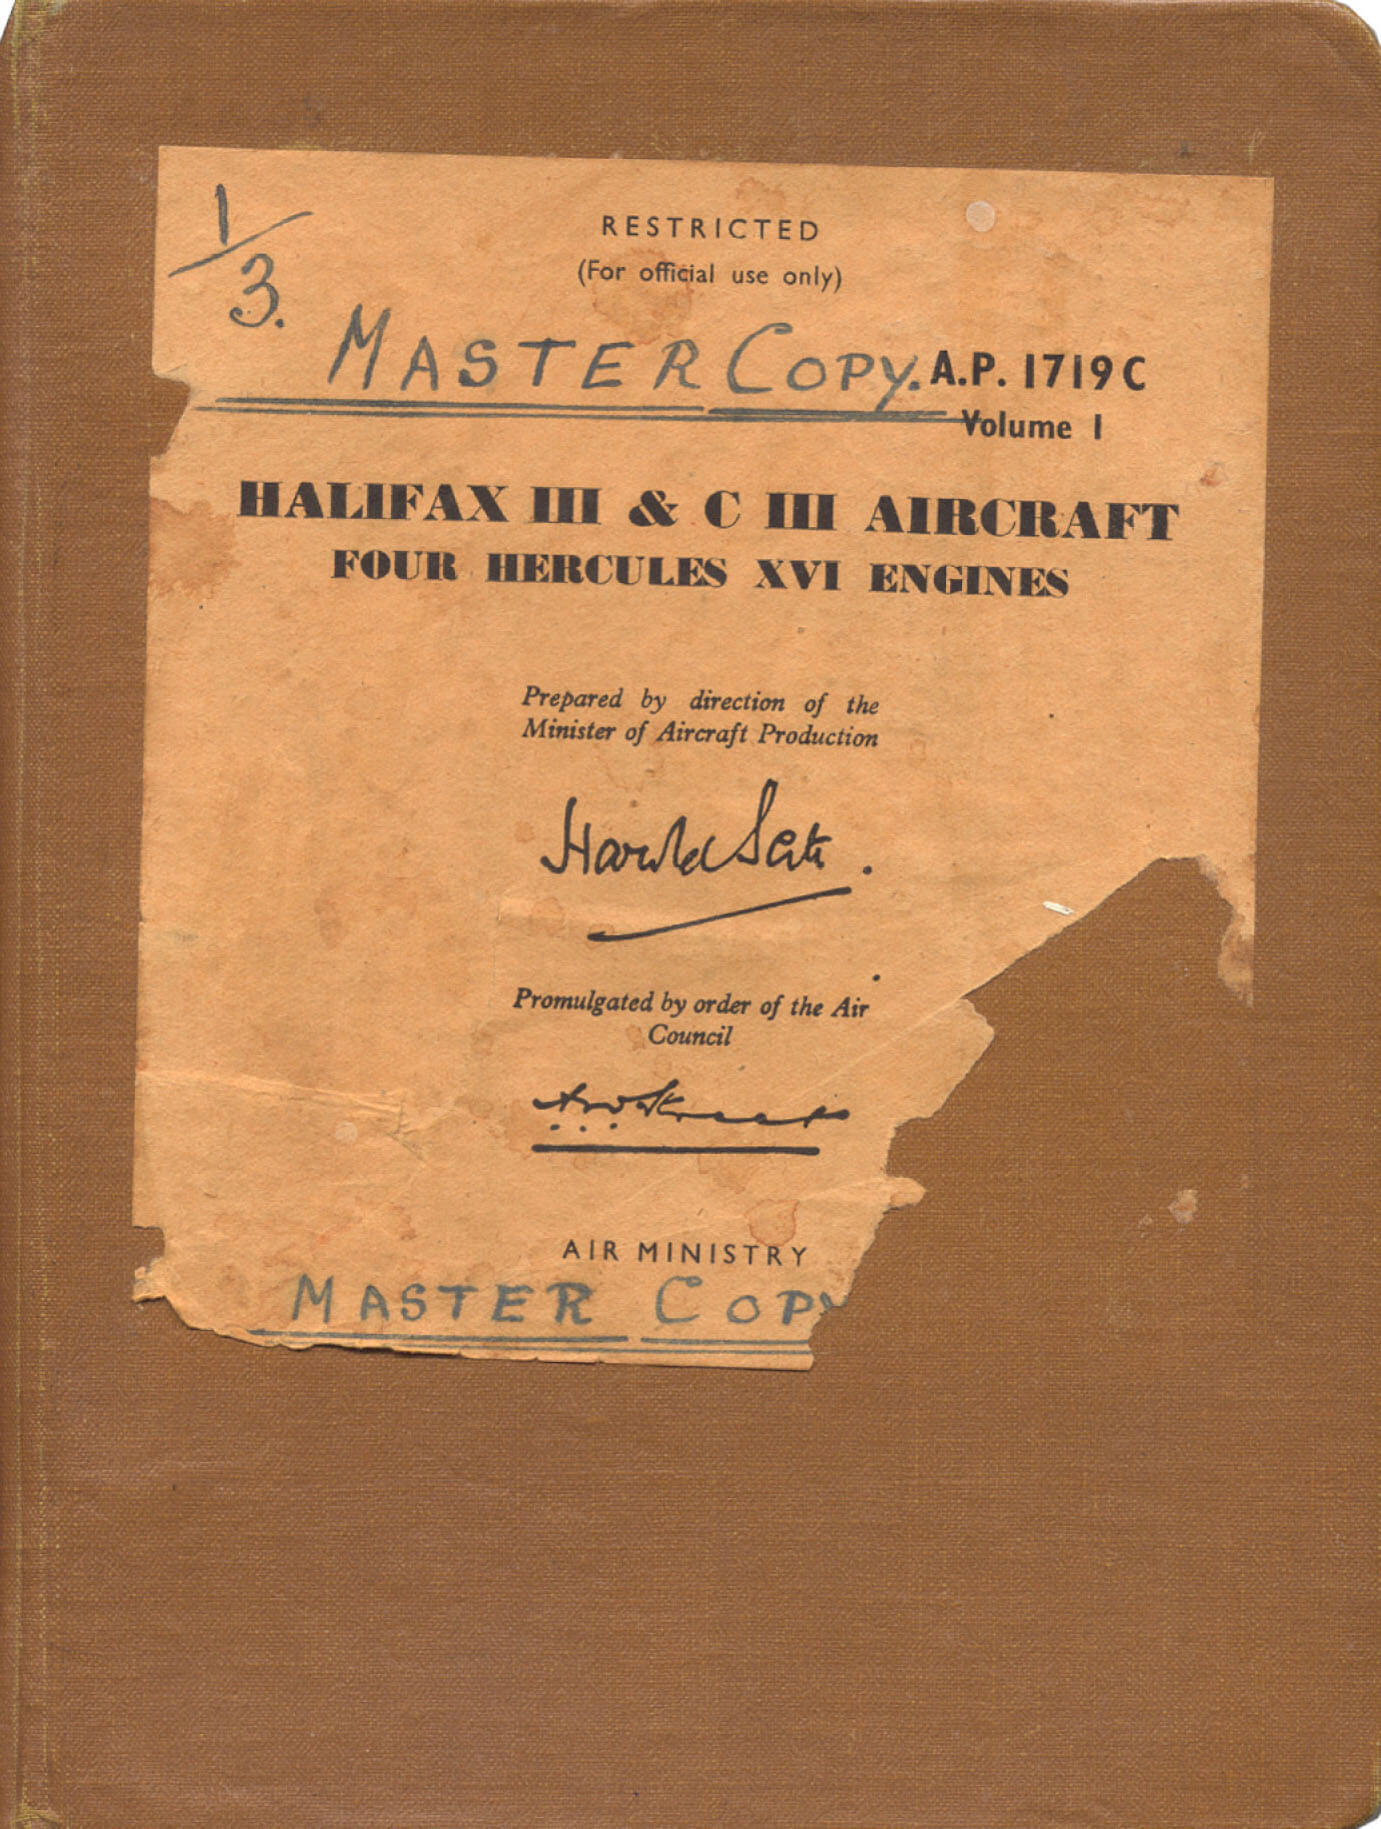 1/3.
RESTRICTED
(For official use only)
MASTER COPY. A.P. 1719C
Volume I
HALIFAX III & C III AIRCRAFT
FOUR HERCULES XVI ENGINES
Prepared by direction of the
Minister of Aircraft Production
Harold
Promulgated by order of the Air
Council
AIR MINISTRY
MASTER COPY